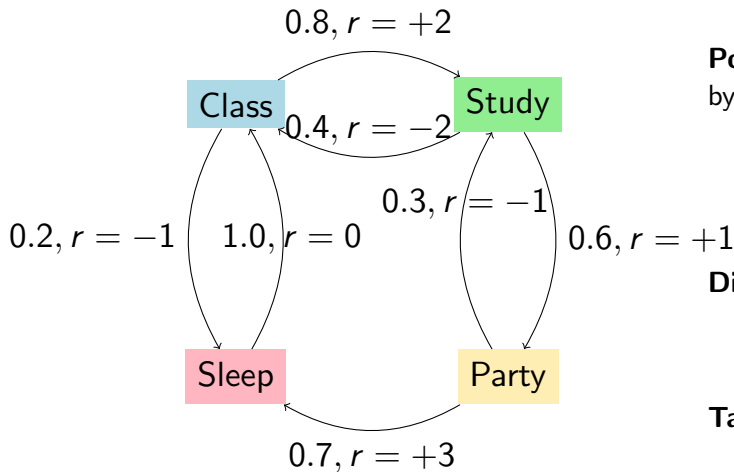 0.8, r = +2
Class
Study
0.4, r = −2
0.3, r = −1
0.2, r = −1
1.0, r = 0
0.6, r = +1
Sleep
Party
0.7, r = +3
by